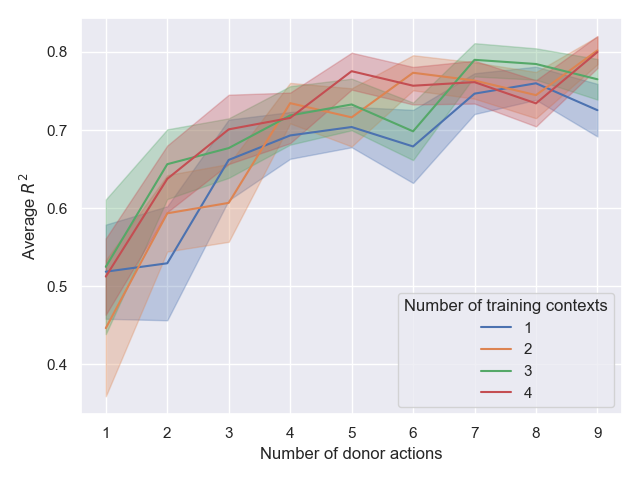 0.8
0.7
0.6
0.5
0.4
Average R²
Number of training contexts
1
2
3
4
1 2 3 4 5 6 7 8 9
Number of donor actions